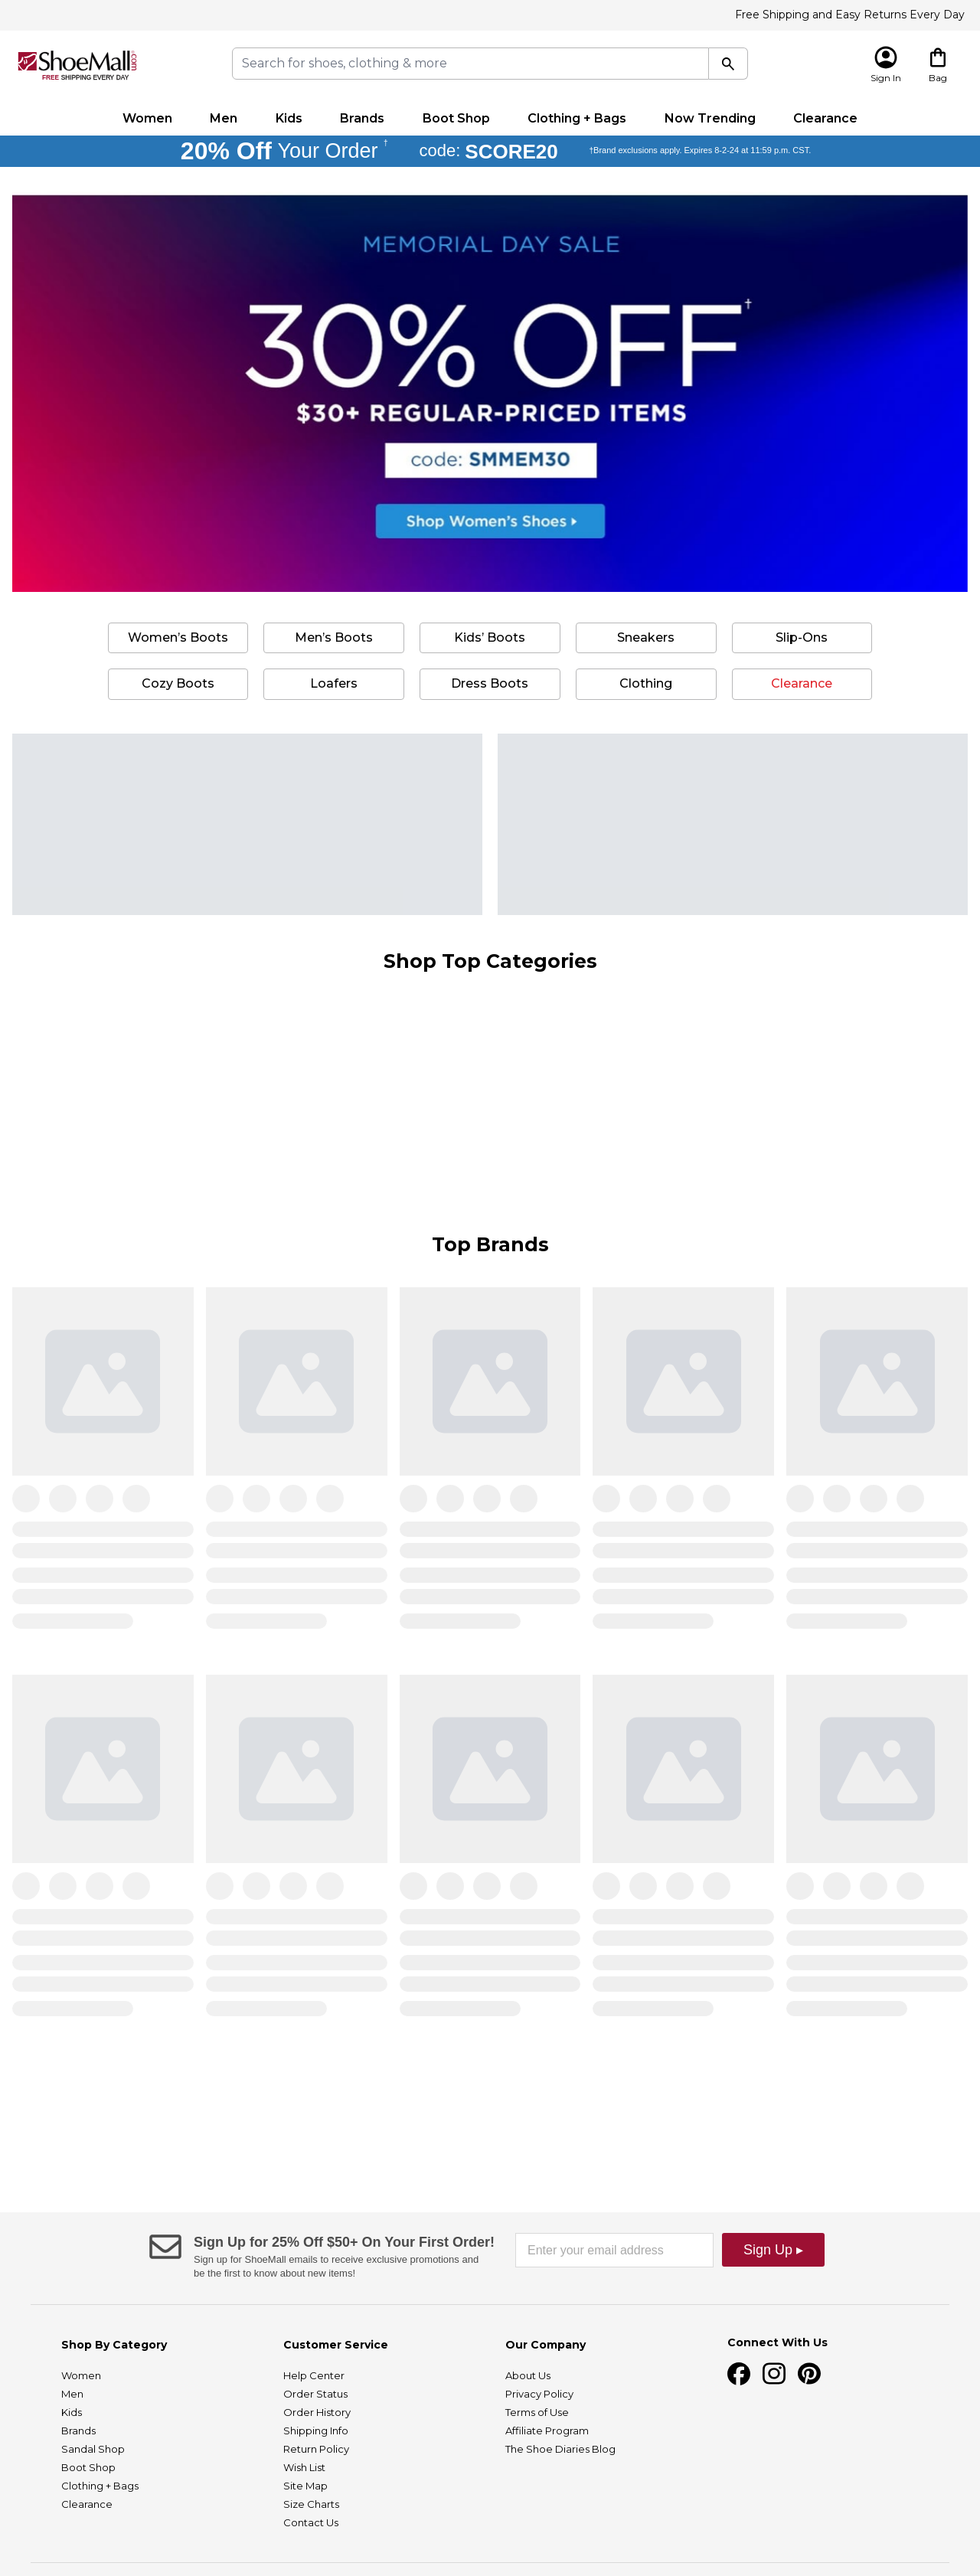 Free Shipping and Easy Returns Every Day
ShoeMall.com
FREE SHIPPING EVERY DAY
Search for shoes, clothing & more
Sign In
Bag
Women Men Kids Brands Boot Shop Clothing + Bags Now Trending Clearance
20% Off Your Order † code: SCORE20 †Brand exclusions apply. Expires 8-2-24 at 11:59 p.m. CST.
MEMORIAL DAY SALE
30% OFF†
$30+ REGULAR-PRICED ITEMS
code: SMMEM30
Shop Women's Shoes
Women's Boots Men's Boots Kids' Boots Sneakers Slip-Ons
Cozy Boots Loafers Dress Boots Clothing Clearance
Shop Top Categories
Top Brands
Sign Up for 25% Off $50+ On Your First Order!
Sign up for ShoeMall emails to receive exclusive promotions and
be the first to know about new items!
Enter your email address
Sign Up ▸
Shop By Category
Women
Men
Kids
Brands
Sandal Shop
Boot Shop
Clothing + Bags
Clearance
Customer Service
Help Center
Order Status
Order History
Shipping Info
Return Policy
Wish List
Site Map
Size Charts
Contact Us
Our Company
About Us
Privacy Policy
Terms of Use
Affiliate Program
The Shoe Diaries Blog
Connect With Us